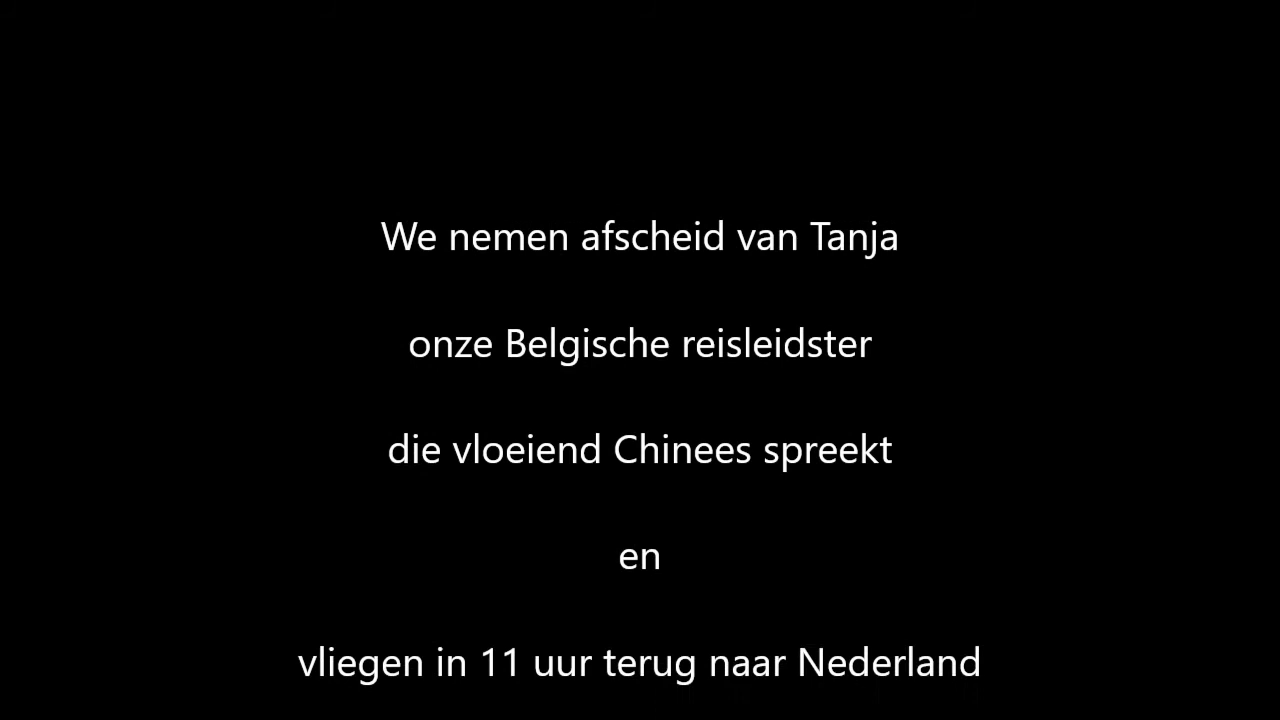 We nemen afscheid van Tanja
onze Belgische reisleidster
die vloeiend Chinees spreekt
en
vliegen in 11 uur terug naar Nederland